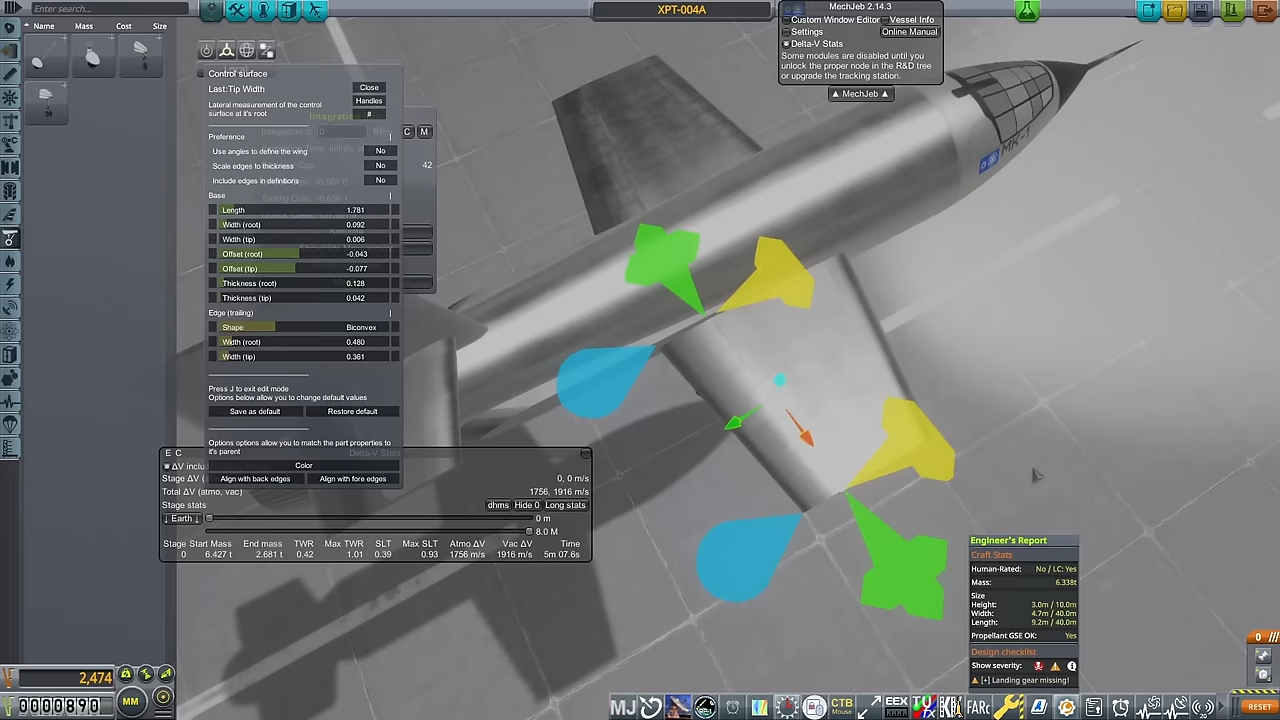 Enter search...
Name Mass Cost Size
XPT-004A
MechJeb 2.14.3
Custom Window Editor Vessel Info
Settings Online Manual
Delta-V Stats
Some modules are disabled until you
unlock the proper node in the R&D tree
or upgrade the tracking station.
▲ MechJeb ▲
Control surface
Last:Tip Width Close
Lateral measurement of the control Handles
surface at it's root #
C M
42
Preference
Use angles to define the wing No
Scale edges to thickness No
Include edges in definitions No
Base
Length 1.781
Width (root) 0.092
Width (tip) 0.006
Offset (root) -0.043
Offset (tip) -0.077
Thickness (root) 0.128
Thickness (tip) 0.042
Edge (trailing)
Shape Biconvex
Width (root) 0.480
Width (tip) 0.361
Press J to exit edit mode
Options below allow you to change default values
Save as default Restore default
Options options allow you to match the part properties to
it's parent
Color
Align with back edges Align with fore edges
MK-1
E C Delta-V Stats
ΔV inclu
Stage ΔV ( 0, 0 m/s
Total ΔV (atmo, vac) 1756, 1916 m/s
Stage stats dhms Hide 0 Long stats
↓ Earth ↓ 0 m
8.0 M
Stage Start Mass End mass TWR Max TWR SLT Max SLT Atmo ΔV Vac ΔV Time
0 6.427 t 2.681 t 0.42 1.01 0.39 0.93 1756 m/s 1916 m/s 5m 07.6s
Engineer's Report
Craft Stats
Human-Rated: No / LC: Yes
Mass: 6.338t
Size
Height: 3.0m / 10.0m
Width: 4.7m / 40.0m
Length: 9.2m / 40.0m
Propellant GSE OK: Yes
Design checklist
Show severity:
[+] Landing gear missing!
2,474
0000890
MM
0
MJ CTB Mouse EEX FARc
RESET